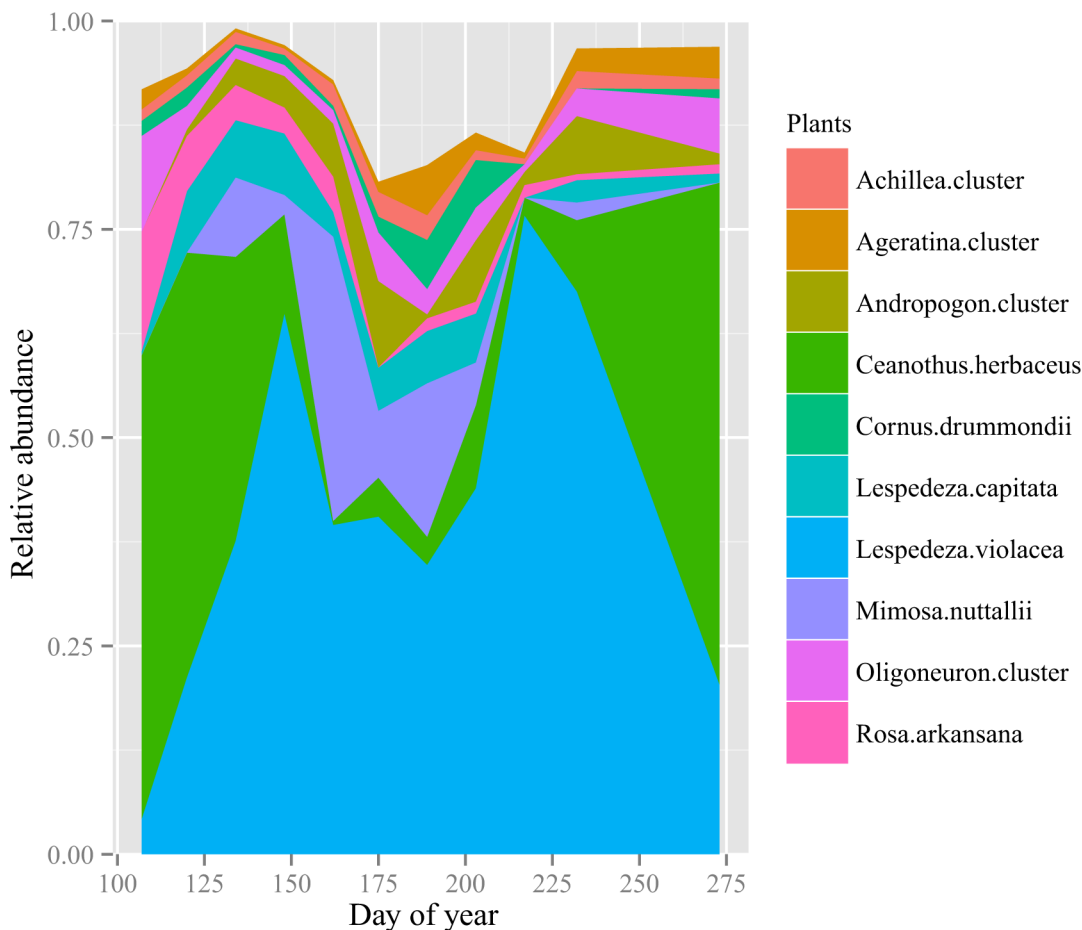 Relative abundance
1.00
0.75
0.50
0.25
0.00
100 125 150 175 200 225 250 275
Day of year
Plants
Achillea.cluster
Ageratina.cluster
Andropogon.cluster
Ceanothus.herbaceus
Cornus.drummondii
Lespedeza.capitata
Lespedeza.violacea
Mimosa.nuttallii
Oligoneuron.cluster
Rosa.arkansana